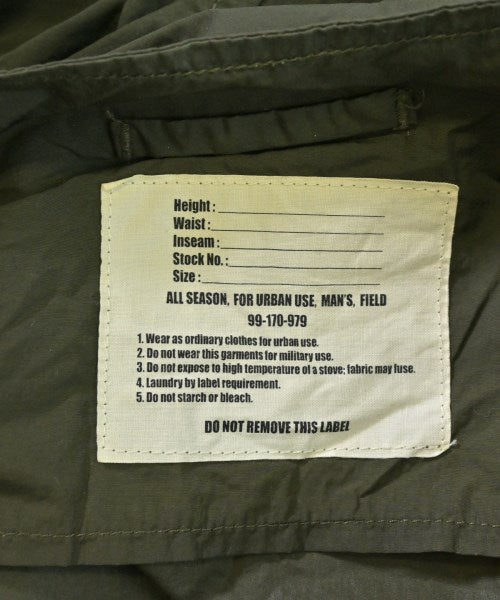 Height:
Waist:
Inseam:
Stock No.:
Size:
ALL SEASON, FOR URBAN USE, MAN'S, FIELD
99-170-979
1. Wear as ordinary clothes for urban use.
2. Do not wear this garments for military use.
3. Do not expose to high temperature of a stove; fabric may fuse.
4. Laundry by label requirement.
5. Do not starch or bleach.
DO NOT REMOVE THIS LABEL